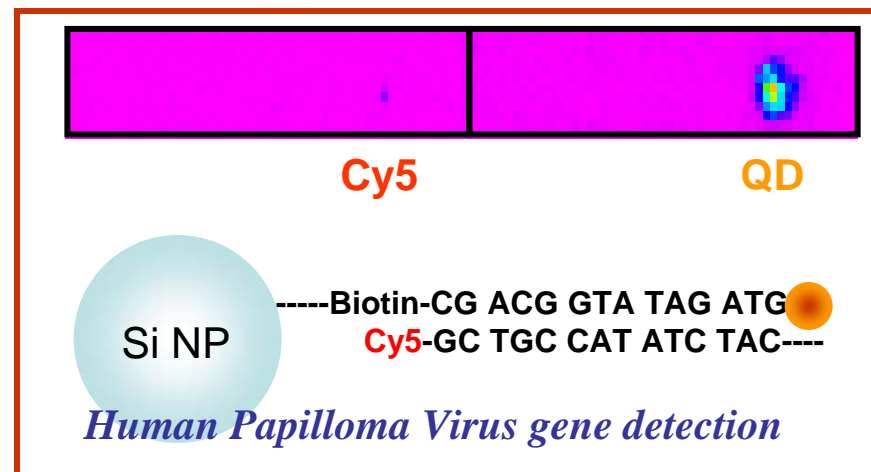 Cy5 QD
-----Biotin-CG ACG GTA TAG ATG
Si NP
Cy5-GC TGC CAT ATC TAC----
Human Papilloma Virus gene detection